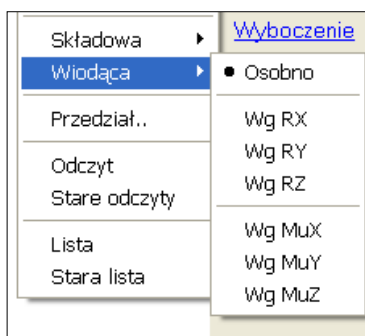 Składowa
Wiodąca
Przedział..
Odczyt
Stare odczyty
Lista
Stara lista
Wyboczenie
Osobno
Wg RX
Wg RY
Wg RZ
Wg MuX
Wg MuY
Wg MuZ